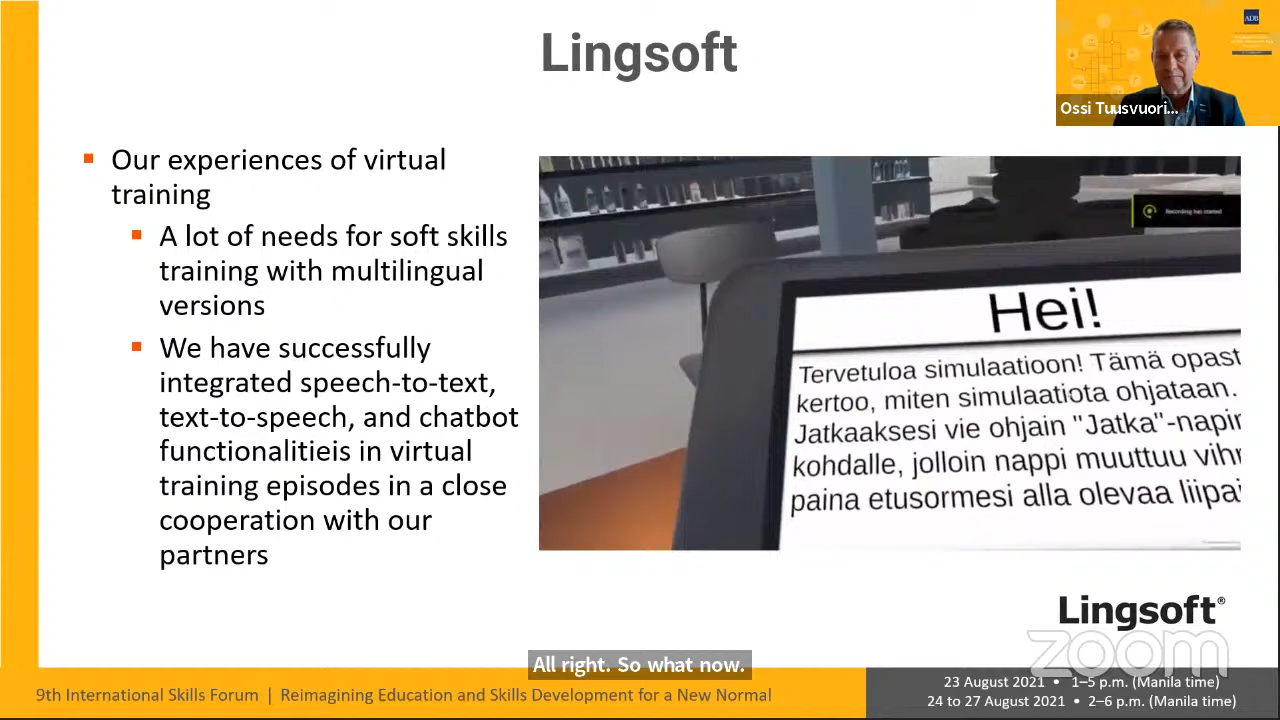 Lingsoft
ADB
Ossi Tuusvuori...
Our experiences of virtual
training
A lot of needs for soft skills
training with multilingual
versions
We have successfully
integrated speech-to-text,
text-to-speech, and chatbot
functionalitieis in virtual
training episodes in a close
cooperation with our
partners
Recording has started
Hei!
Tervetuloa simulaatioon! Tämä opast
kertoo, miten simulaatiota ohjataan.
Jatkaaksesi vie ohjain "Jatka"-napin
kohdalle, jolloin nappi muuttuu vihr
paina etusormesi alla olevaa liipai
Lingsoft®
zoom
All right. So what now.
9th International Skills Forum | Reimagining Education and Skills Development for a New Normal
23 August 2021 • 1–5 p.m. (Manila time)
24 to 27 August 2021 • 2–6 p.m. (Manila time)